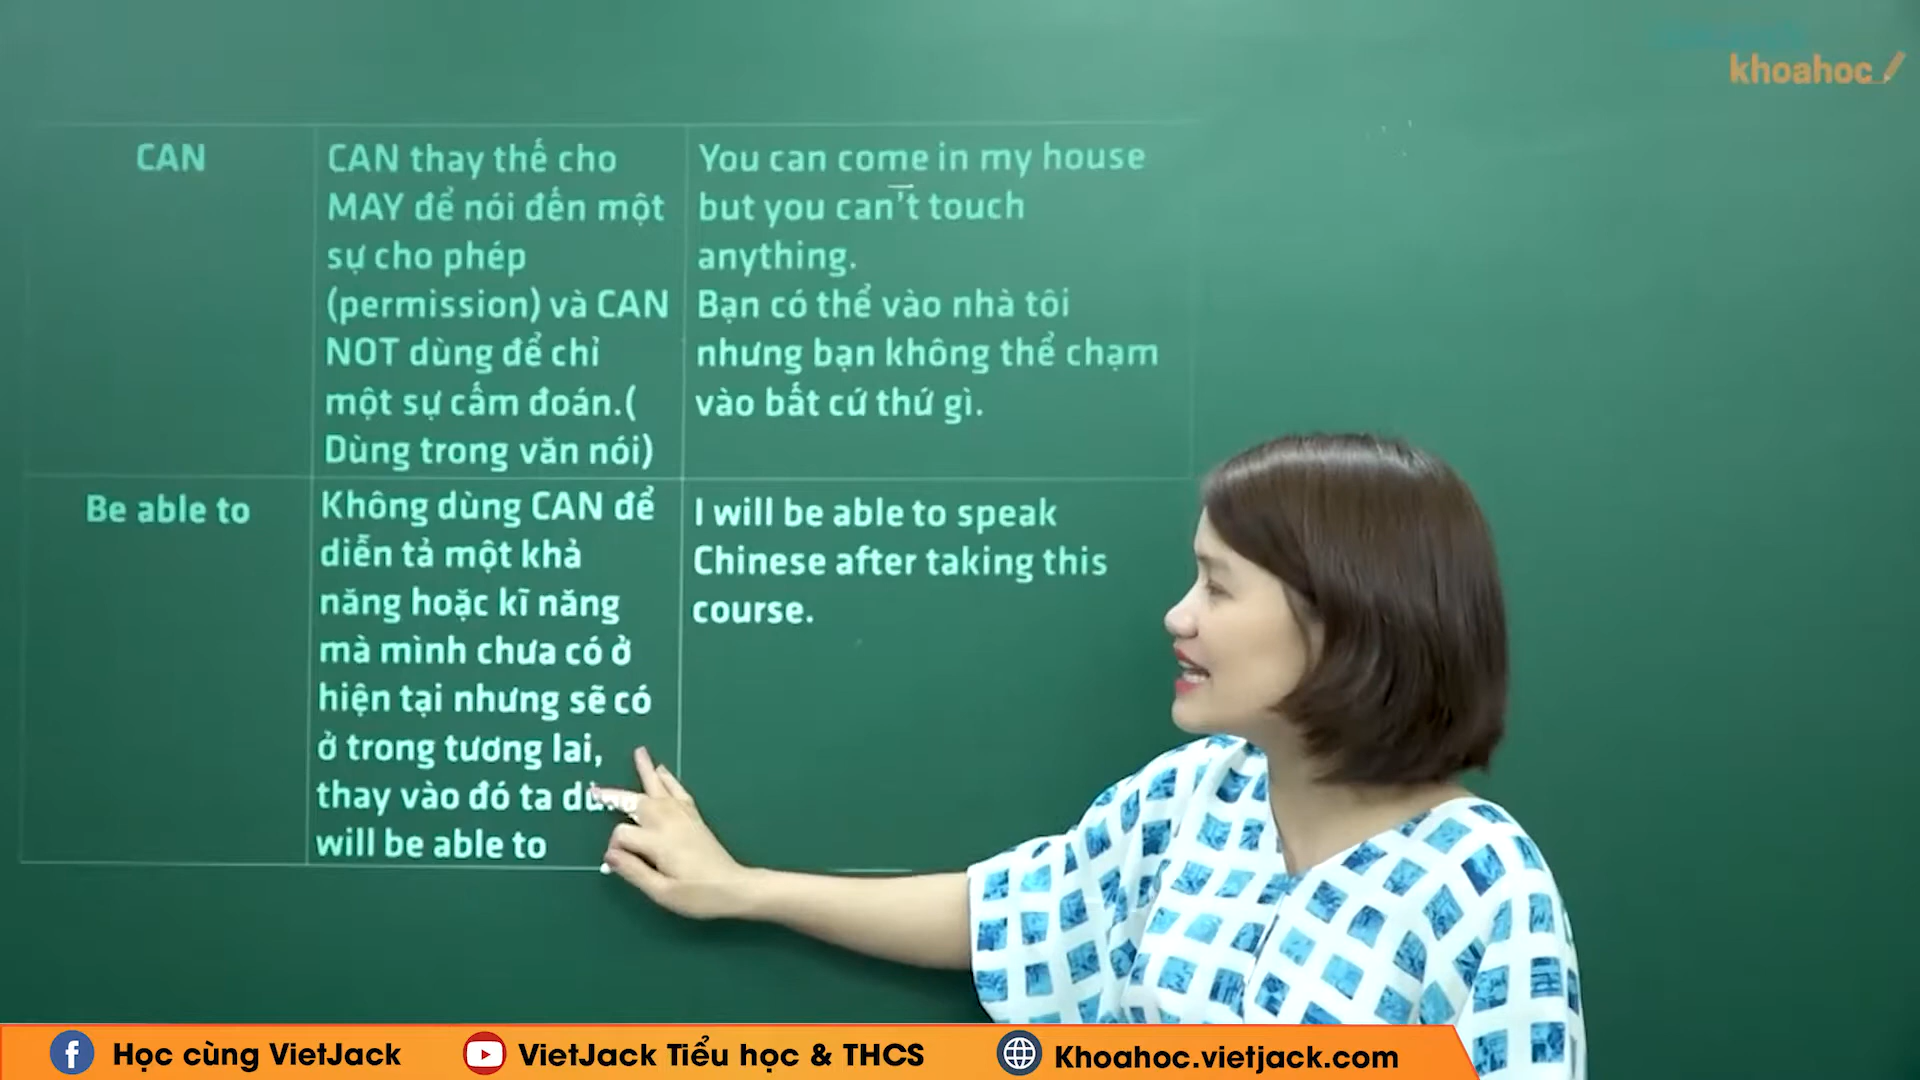 khoahoc
CAN
CAN thay thế cho
MAY để nói đến một
sự cho phép
(permission) và CAN
NOT dùng để chỉ
một sự cấm đoán.(
Dùng trong văn nói)
You can come in my house
but you can't touch
anything.
Bạn có thể vào nhà tôi
nhưng bạn không thể chạm
vào bất cứ thứ gì.
Be able to
Không dùng CAN để
diễn tả một khả
năng hoặc kĩ năng
mà mình chưa có ở
hiện tại nhưng sẽ có
ở trong tương lai,
thay vào đó ta
will be able to
I will be able to speak
Chinese after taking this
course.
Học cùng VietJack
VietJack Tiểu học & THCS
Khoahoc.vietjack.com